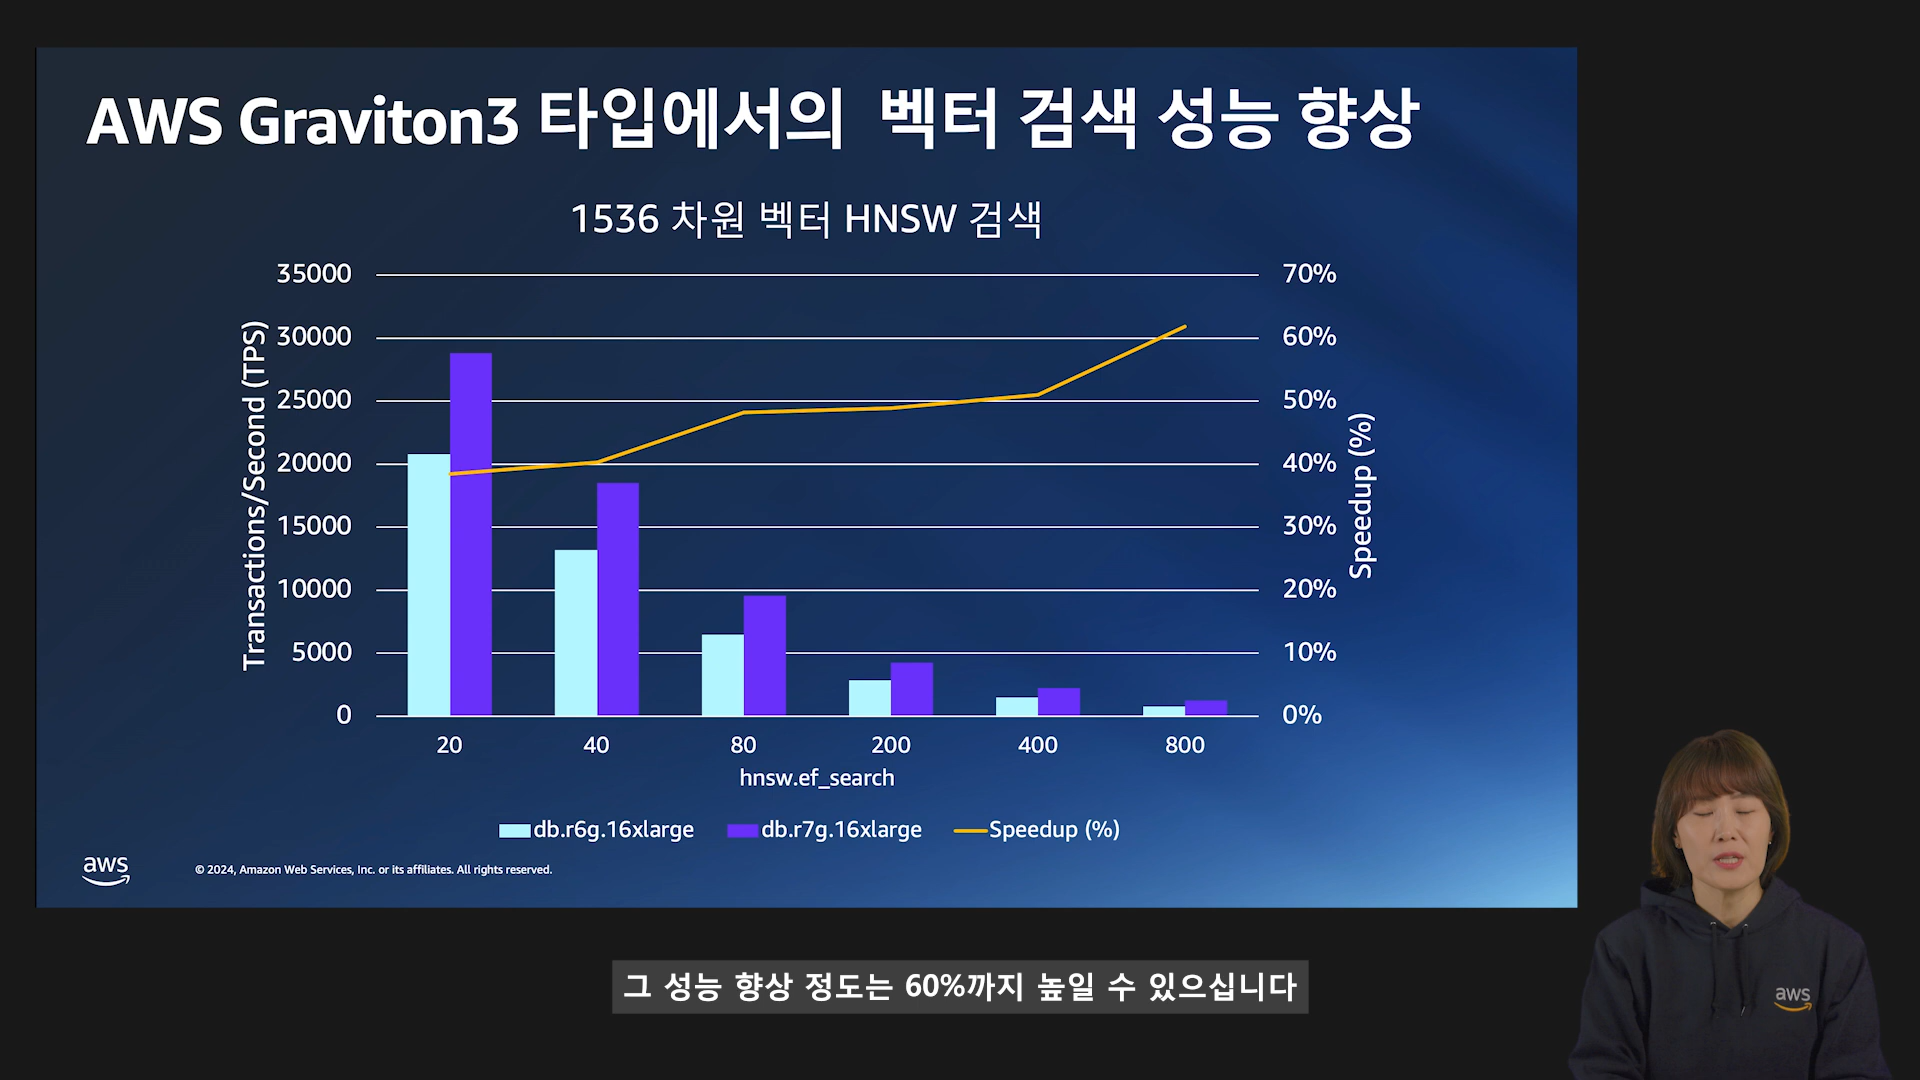 AWS Graviton3 타입에서의 벡터 검색 성능 향상
1536 차원 벡터 HNSW 검색
Transactions/Second (TPS)
35000
30000
25000
20000
15000
10000
5000
0
70%
60%
50%
40%
30%
20%
10%
0%
Speedup (%)
20 40 80 200 400 800
hnsw.ef_search
db.r6g.16xlarge db.r7g.16xlarge Speedup (%)
aws
© 2024, Amazon Web Services, Inc. or its affiliates. All rights reserved.
aws
그 성능 향상 정도는 60%까지 높일 수 있으십니다